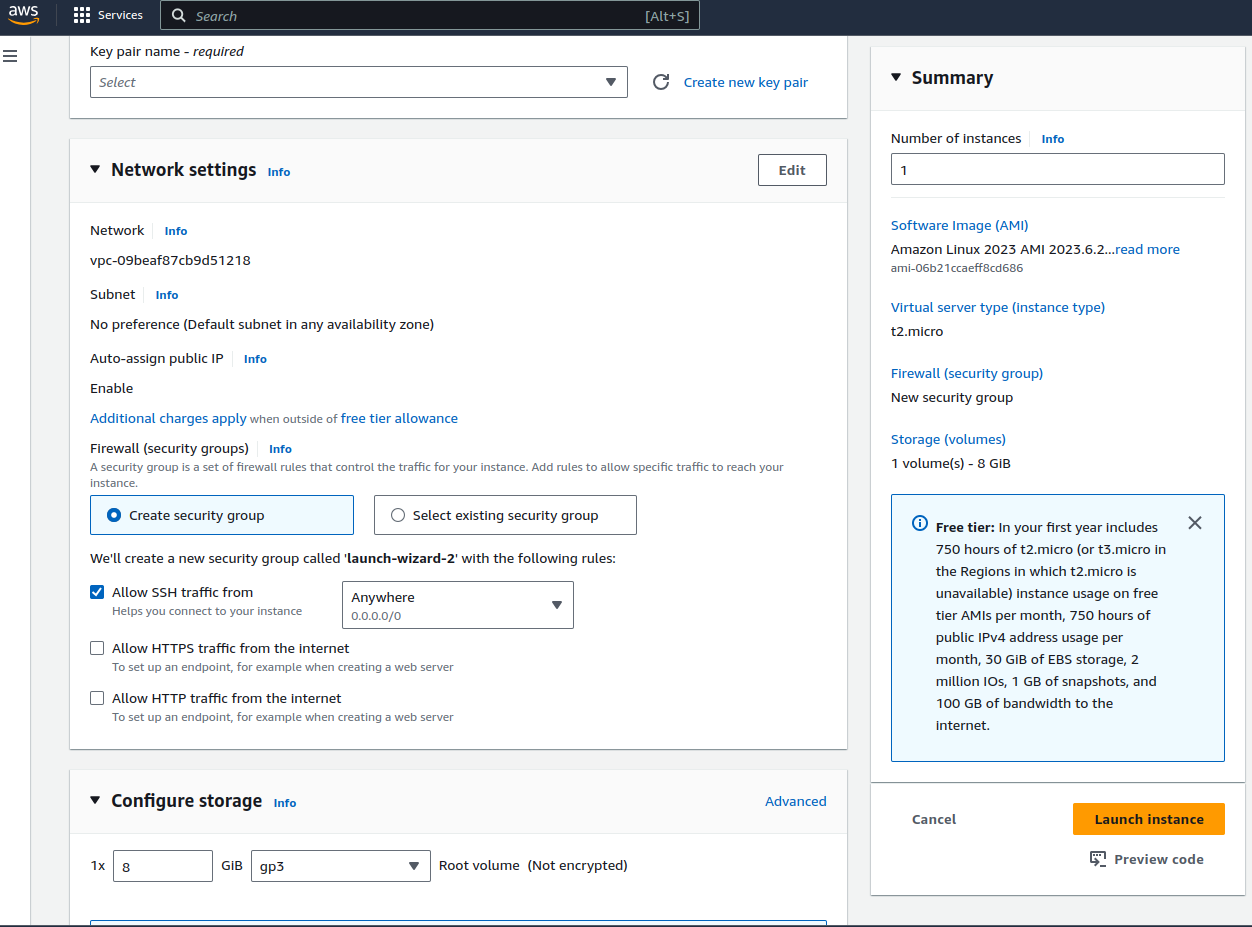 aws
Services
Search
[Alt+S]
Key pair name - required
Select
Create new key pair
Network settings Info
Edit
Network Info
vpc-09beaf87cb9d51218
Subnet Info
No preference (Default subnet in any availability zone)
Auto-assign public IP Info
Enable
Additional charges apply when outside of free tier allowance
Firewall (security groups) Info
A security group is a set of firewall rules that control the traffic for your instance. Add rules to allow specific traffic to reach your
instance.
Create security group
Select existing security group
We'll create a new security group called 'launch-wizard-2' with the following rules:
Allow SSH traffic from
Helps you connect to your instance
Anywhere
0.0.0.0/0
Allow HTTPS traffic from the internet
To set up an endpoint, for example when creating a web server
Allow HTTP traffic from the internet
To set up an endpoint, for example when creating a web server
Configure storage Info
Advanced
1x 8 GiB gp3 Root volume (Not encrypted)
Summary
Number of instances Info
1
Software Image (AMI)
Amazon Linux 2023 AMI 2023.6.2...read more
ami-06b21ccaeff8cd686
Virtual server type (instance type)
t2.micro
Firewall (security group)
New security group
Storage (volumes)
1 volume(s) - 8 GiB
Free tier: In your first year includes
750 hours of t2.micro (or t3.micro in
the Regions in which t2.micro is
unavailable) instance usage on free
tier AMIs per month, 750 hours of
public IPv4 address usage per
month, 30 GiB of EBS storage, 2
million IOs, 1 GB of snapshots, and
100 GB of bandwidth to the
internet.
Cancel
Launch instance
Preview code